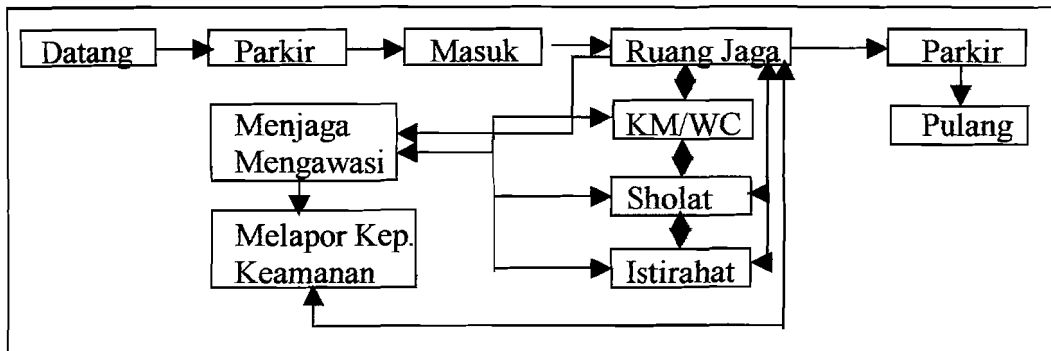 Datang
Parkir
Masuk
Ruang Jaga
Parkir
Menjaga
Mengawasi
KM/WC
Pulang
Sholat
Melapor Kep.
Keamanan
Istirahat